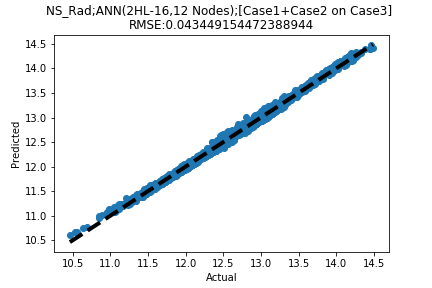 NS_Rad;ANN(2HL-16,12 Nodes);[Case1+Case2 on Case3]
RMSE:0.043449154472388944
14.5
14.0
13.5
13.0
12.5
12.0
11.5
11.0
10.5
Predicted
10.5 11.0 11.5 12.0 12.5 13.0 13.5 14.0 14.5
Actual